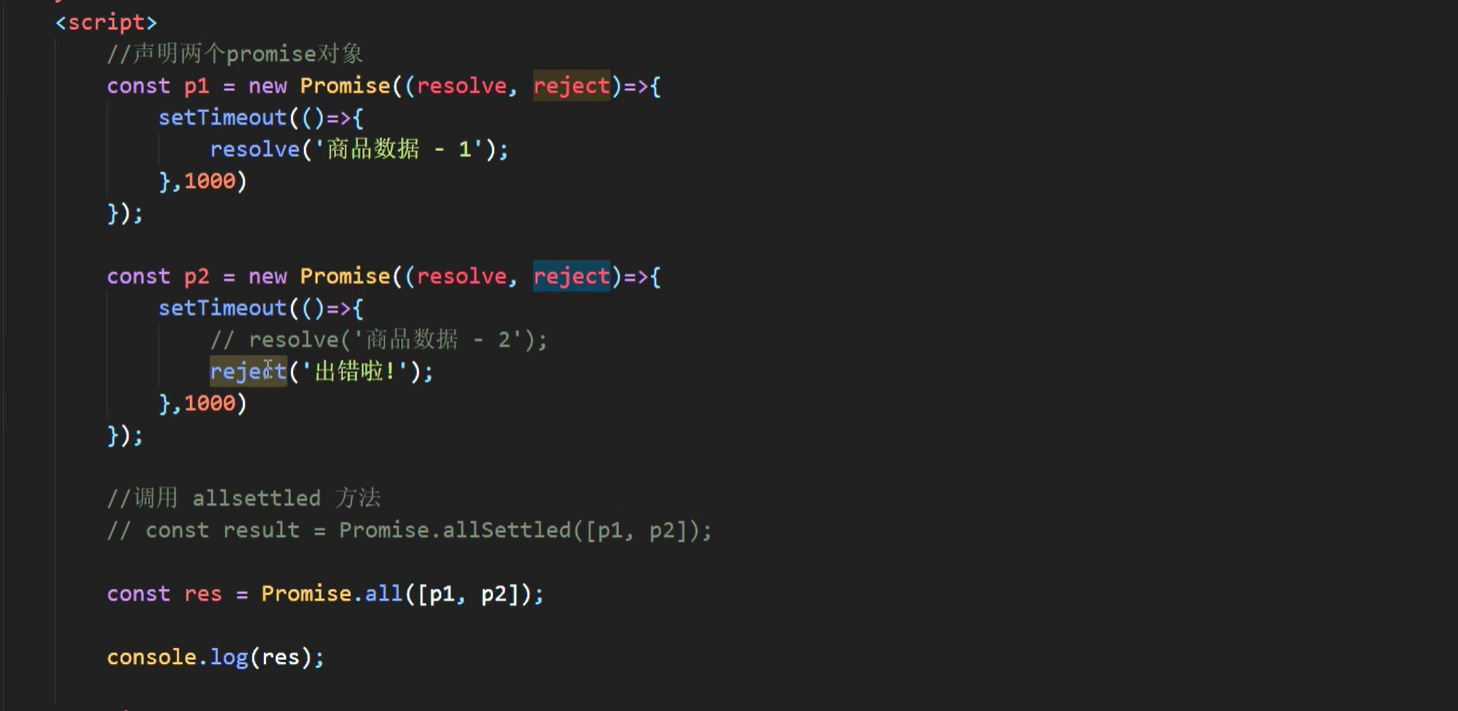 <script>
//声明两个promise对象
const p1 = new Promise((resolve, reject)=>{
setTimeout(()=>{
resolve('商品数据 - 1');
},1000)
});
const p2 = new Promise((resolve, reject)=>{
setTimeout(()=>{
// resolve('商品数据 - 2');
reject('出错啦!');
},1000)
});
//调用 allsettled 方法
// const result = Promise.allSettled([p1, p2]);
const res = Promise.all([p1, p2]);
console.log(res);